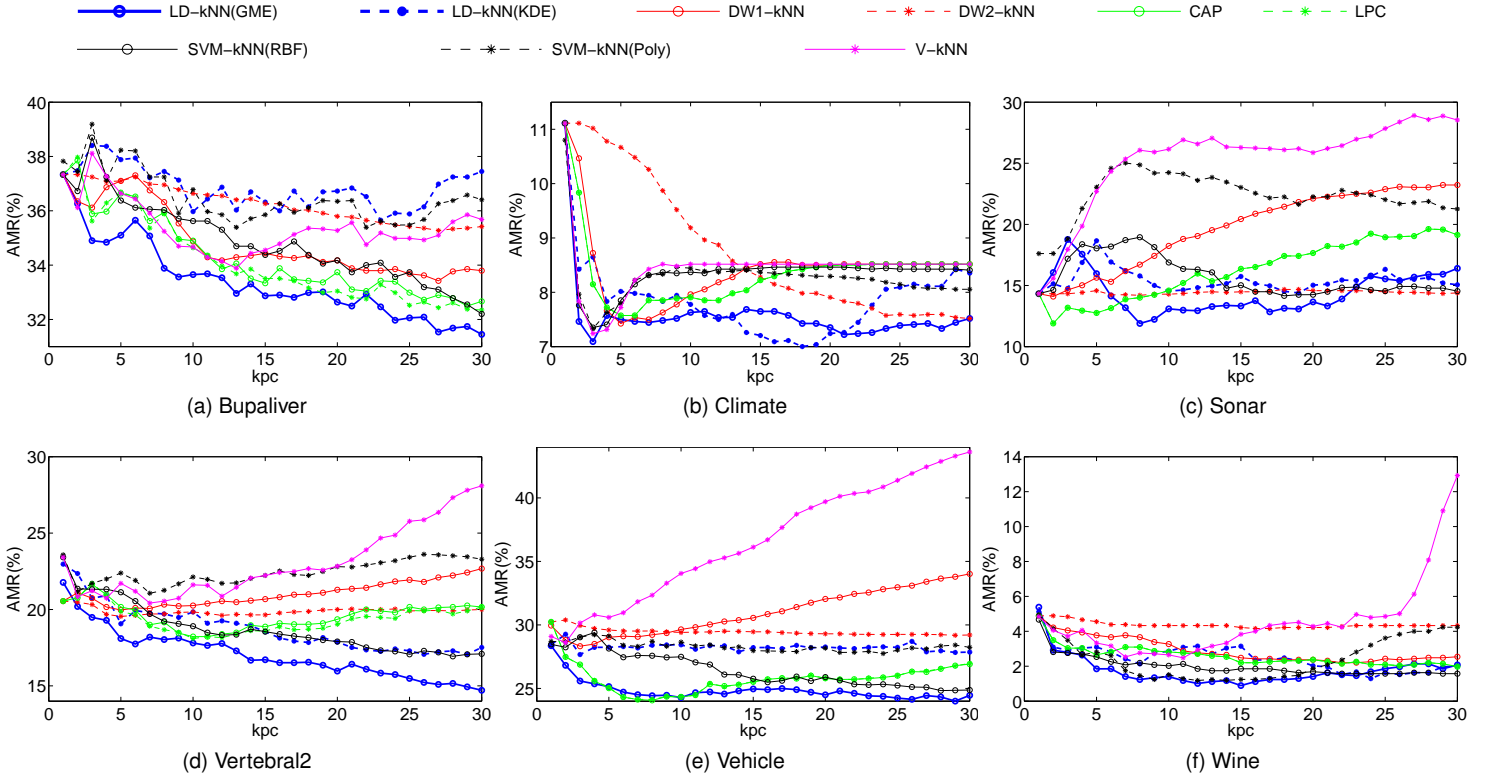 LD-kNN(GME) LD-kNN(KDE) DW1-kNN DW2-kNN CAP LPC
SVM-kNN(RBF) SVM-kNN(Poly) V-kNN
40
38
36
34
32
AMR(%)
0 5 10 15 20 25 30
kpc
(a) Bupaliver
11
10
9
8
7
AMR(%)
0 5 10 15 20 25 30
kpc
(b) Climate
30
25
20
15
10
AMR(%)
0 5 10 15 20 25 30
kpc
(c) Sonar
30
25
20
15
AMR(%)
0 5 10 15 20 25 30
kpc
(d) Vertebral2
40
35
30
25
AMR(%)
0 5 10 15 20 25 30
kpc
(e) Vehicle
14
12
10
8
6
4
2
0
AMR(%)
0 5 10 15 20 25 30
kpc
(f) Wine